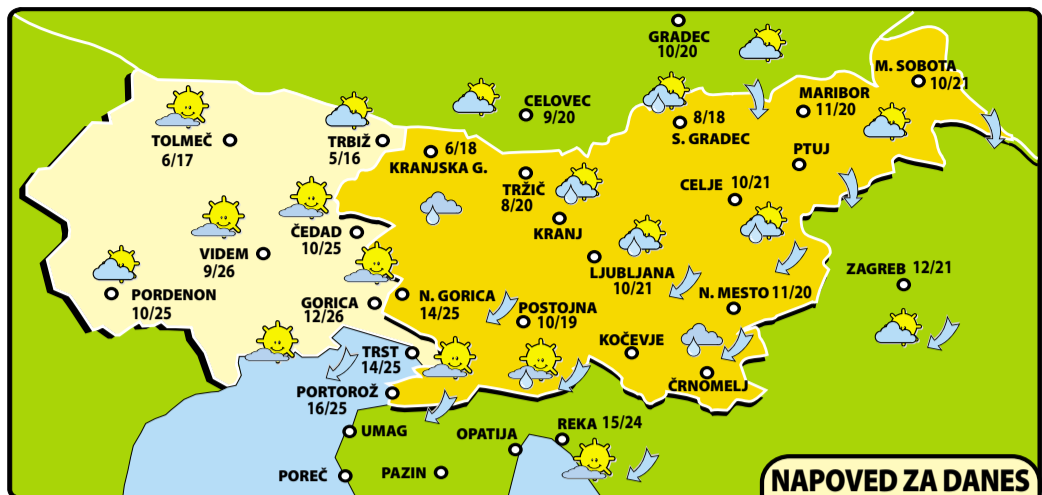 GRADEC
10/20
M. SOBOTA
10/21
MARIBOR
11/20
CELOVEC
9/20
8/18
S. GRADEC
TOLMEČ
6/17
TRBIŽ
5/16
6/18
KRANJSKA G.
PTUJ
TRŽIČ
8/20
CELJE 10/21
KRANJ
ČEDAD
10/25
VIDEM
9/26
LJUBLJANA
10/21
ZAGREB 12/21
PORDENON
10/25
GORICA
12/26
N. GORICA
14/25
N. MESTO 11/20
POSTOJNA
10/19
KOČEVJE
TRST
14/25
ČRNOMELJ
PORTOROŽ
16/25
UMAG
OPATIJA
REKA 15/24
POREČ
PAZIN
NAPOVED ZA DANES